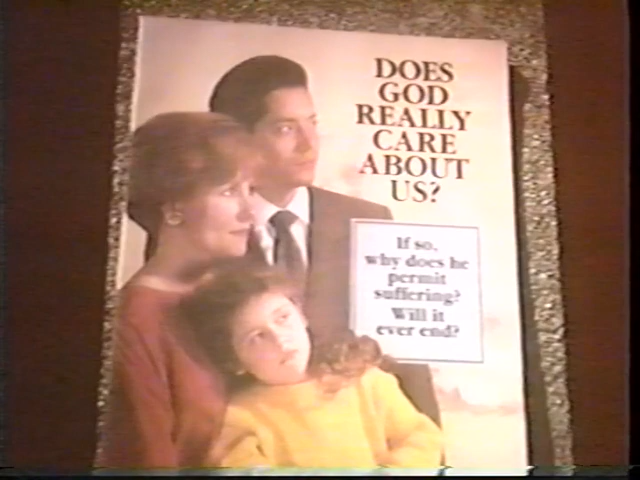 DOES
GOD
REALLY
CARE
ABOUT
US?
If so,
why does he
permit
suffering?
Will it
ever end?